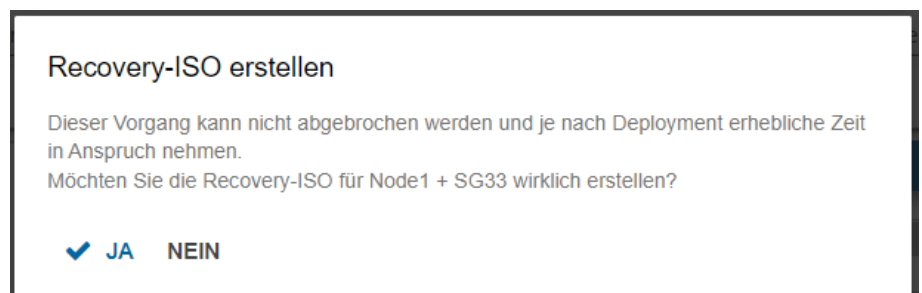 Recovery-ISO erstellen
Dieser Vorgang kann nicht abgebrochen werden und je nach Deployment erhebliche Zeit
in Anspruch nehmen.
Möchten Sie die Recovery-ISO für Node1 + SG33 wirklich erstellen?
JA NEIN